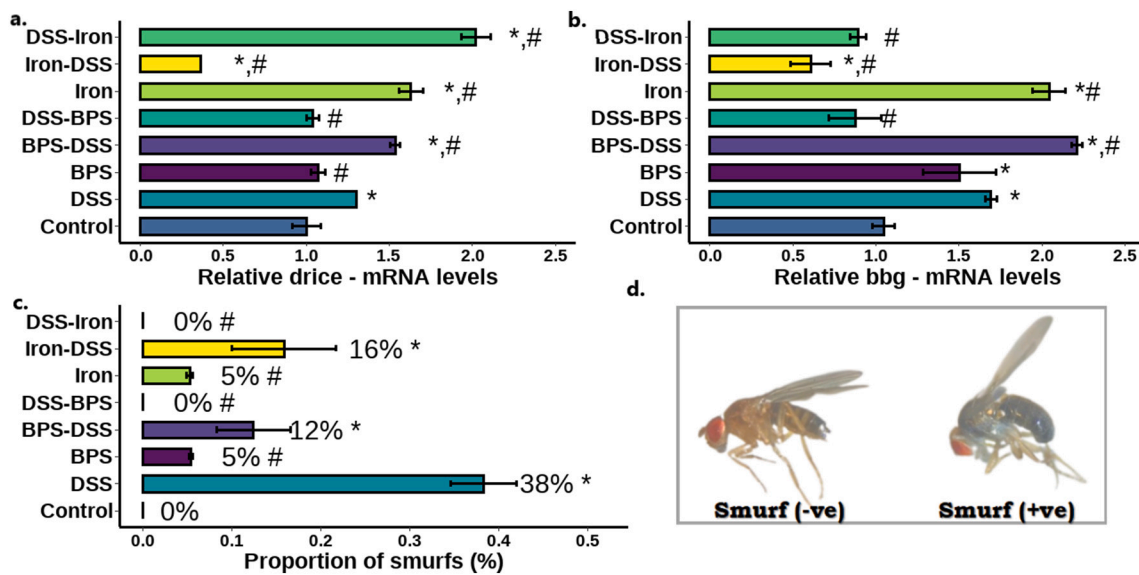 a.
DSS-Iron *,#
Iron-DSS *,#
Iron *,#
DSS-BPS #
BPS-DSS *,#
BPS #
DSS *
Control
0.0 0.5 1.0 1.5 2.0 2.5
Relative drice - mRNA levels
b.
DSS-Iron #
Iron-DSS *,#
Iron *#
DSS-BPS #
BPS-DSS *,#
BPS *
DSS *
Control
0.0 0.5 1.0 1.5 2.0 2.5
Relative bbg - mRNA levels
c.
DSS-Iron 0% #
Iron-DSS 16% *
Iron 5% #
DSS-BPS 0% #
BPS-DSS 12% *
BPS 5% #
DSS 38% *
Control 0%
0.0 0.1 0.2 0.3 0.4 0.5
Proportion of smurfs (%)
d.
Smurf (-ve) Smurf (+ve)